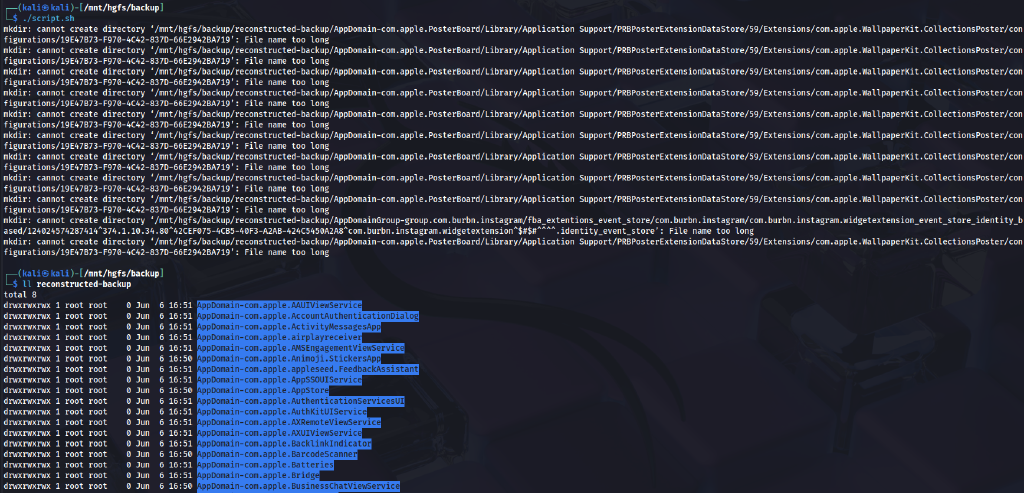 ┌──(kali㉿kali)-[/mnt/hgfs/backup]
└─$ ./script.sh
mkdir: cannot create directory ‘/mnt/hgfs/backup/reconstructed-backup/AppDomain-com.apple.PosterBoard/Library/Application Support/PRBPosterExtensionDataStore/59/Extensions/com.apple.WallpaperKit.CollectionsPoster/con
figurations/19E47B73-F970-4C42-837D-66E2942BA719’: File name too long
mkdir: cannot create directory ‘/mnt/hgfs/backup/reconstructed-backup/AppDomain-com.apple.PosterBoard/Library/Application Support/PRBPosterExtensionDataStore/59/Extensions/com.apple.WallpaperKit.CollectionsPoster/con
figurations/19E47B73-F970-4C42-837D-66E2942BA719’: File name too long
mkdir: cannot create directory ‘/mnt/hgfs/backup/reconstructed-backup/AppDomain-com.apple.PosterBoard/Library/Application Support/PRBPosterExtensionDataStore/59/Extensions/com.apple.WallpaperKit.CollectionsPoster/con
figurations/19E47B73-F970-4C42-837D-66E2942BA719’: File name too long
mkdir: cannot create directory ‘/mnt/hgfs/backup/reconstructed-backup/AppDomain-com.apple.PosterBoard/Library/Application Support/PRBPosterExtensionDataStore/59/Extensions/com.apple.WallpaperKit.CollectionsPoster/con
figurations/19E47B73-F970-4C42-837D-66E2942BA719’: File name too long
mkdir: cannot create directory ‘/mnt/hgfs/backup/reconstructed-backup/AppDomain-com.apple.PosterBoard/Library/Application Support/PRBPosterExtensionDataStore/59/Extensions/com.apple.WallpaperKit.CollectionsPoster/con
figurations/19E47B73-F970-4C42-837D-66E2942BA719’: File name too long
mkdir: cannot create directory ‘/mnt/hgfs/backup/reconstructed-backup/AppDomain-com.apple.PosterBoard/Library/Application Support/PRBPosterExtensionDataStore/59/Extensions/com.apple.WallpaperKit.CollectionsPoster/con
figurations/19E47B73-F970-4C42-837D-66E2942BA719’: File name too long
mkdir: cannot create directory ‘/mnt/hgfs/backup/reconstructed-backup/AppDomain-com.apple.PosterBoard/Library/Application Support/PRBPosterExtensionDataStore/59/Extensions/com.apple.WallpaperKit.CollectionsPoster/con
figurations/19E47B73-F970-4C42-837D-66E2942BA719’: File name too long
mkdir: cannot create directory ‘/mnt/hgfs/backup/reconstructed-backup/AppDomain-com.apple.PosterBoard/Library/Application Support/PRBPosterExtensionDataStore/59/Extensions/com.apple.WallpaperKit.CollectionsPoster/con
figurations/19E47B73-F970-4C42-837D-66E2942BA719’: File name too long
mkdir: cannot create directory ‘/mnt/hgfs/backup/reconstructed-backup/AppDomain-com.apple.PosterBoard/Library/Application Support/PRBPosterExtensionDataStore/59/Extensions/com.apple.WallpaperKit.CollectionsPoster/con
figurations/19E47B73-F970-4C42-837D-66E2942BA719’: File name too long
mkdir: cannot create directory ‘/mnt/hgfs/backup/reconstructed-backup/AppDomainGroup-group.com.burbn.instagram/fba_extentions_event_store/com.burbn.instagram/com.burbn.instagram.widgetextension_event_store_identity_b
ased/12402457428741​4^374.1.10.34.80^42CEF075-4CB5-40F3-A2AB-424C5450A2A8^com.burbn.instagram.widgetextension^$#$#^^^^.identity_event_store’: File name too long
mkdir: cannot create directory ‘/mnt/hgfs/backup/reconstructed-backup/AppDomain-com.apple.PosterBoard/Library/Application Support/PRBPosterExtensionDataStore/59/Extensions/com.apple.WallpaperKit.CollectionsPoster/con
figurations/19E47B73-F970-4C42-837D-66E2942BA719’: File name too long
┌──(kali㉿kali)-[/mnt/hgfs/backup]
└─$ ll reconstructed-backup
total 8
drwxrwxrwx 1 root root 0 Jun 6 16:51 AppDomain-com.apple.AAUIViewService
drwxrwxrwx 1 root root 0 Jun 6 16:51 AppDomain-com.apple.AccountAuthenticationDialog
drwxrwxrwx 1 root root 0 Jun 6 16:51 AppDomain-com.apple.ActivityMessagesApp
drwxrwxrwx 1 root root 0 Jun 6 16:51 AppDomain-com.apple.airplayreceiver
drwxrwxrwx 1 root root 0 Jun 6 16:51 AppDomain-com.apple.AMSEngagementViewService
drwxrwxrwx 1 root root 0 Jun 6 16:50 AppDomain-com.apple.Animoji.StickersApp
drwxrwxrwx 1 root root 0 Jun 6 16:51 AppDomain-com.apple.appleseed.FeedbackAssistant
drwxrwxrwx 1 root root 0 Jun 6 16:51 AppDomain-com.apple.AppSSOUIService
drwxrwxrwx 1 root root 0 Jun 6 16:50 AppDomain-com.apple.AppStore
drwxrwxrwx 1 root root 0 Jun 6 16:51 AppDomain-com.apple.AuthenticationServicesUI
drwxrwxrwx 1 root root 0 Jun 6 16:51 AppDomain-com.apple.AuthKitUIService
drwxrwxrwx 1 root root 0 Jun 6 16:51 AppDomain-com.apple.AXRemoteViewService
drwxrwxrwx 1 root root 0 Jun 6 16:51 AppDomain-com.apple.AXUIViewService
drwxrwxrwx 1 root root 0 Jun 6 16:51 AppDomain-com.apple.BacklinkIndicator
drwxrwxrwx 1 root root 0 Jun 6 16:50 AppDomain-com.apple.BarcodeScanner
drwxrwxrwx 1 root root 0 Jun 6 16:51 AppDomain-com.apple.Batteries
drwxrwxrwx 1 root root 0 Jun 6 16:51 AppDomain-com.apple.Bridge
drwxrwxrwx 1 root root 0 Jun 6 16:50 AppDomain-com.apple.BusinessChatViewService